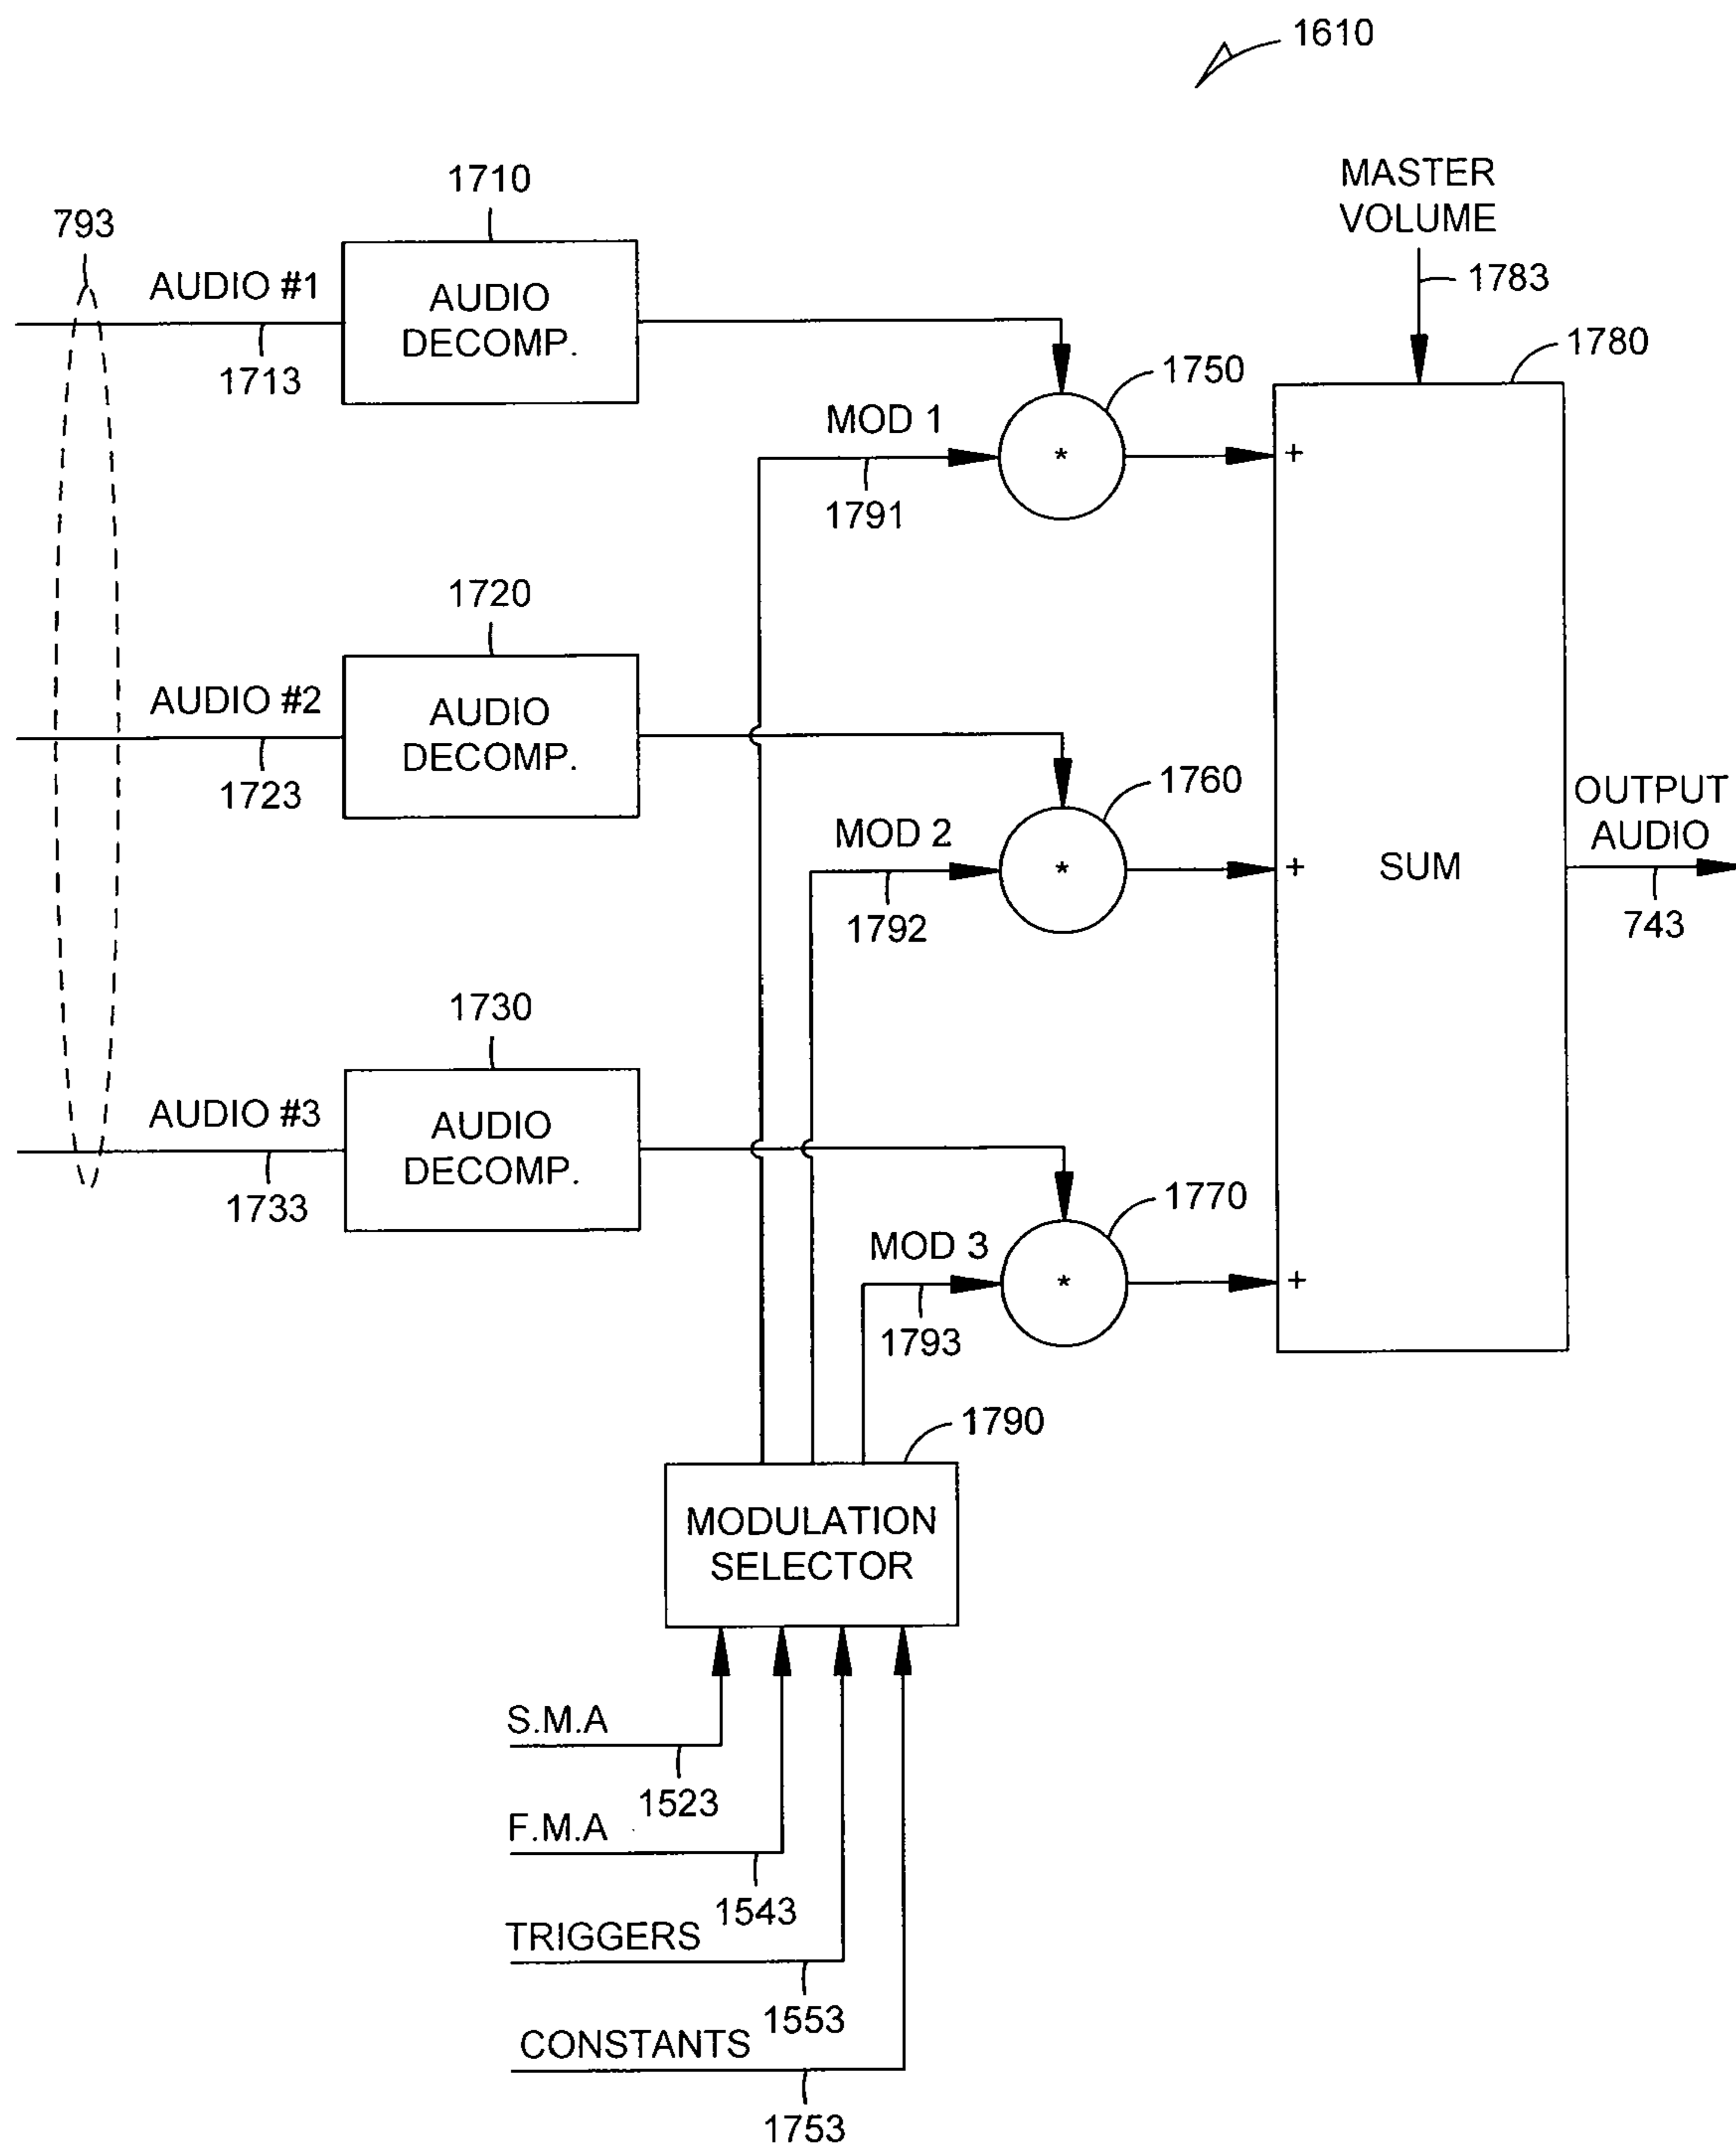 1610
MASTER
VOLUME
1783
1710
793
AUDIO #1
AUDIO
DECOMP.
1713
1780
1750
MOD 1
*
+
1791
1720
AUDIO #2
AUDIO
DECOMP.
1723
1760
MOD 2
*
+
SUM
OUTPUT
AUDIO
1792
743
1730
AUDIO #3
AUDIO
DECOMP.
1733
1770
MOD 3
*
+
1793
1790
MODULATION
SELECTOR
S.M.A
1523
F.M.A
1543
TRIGGERS
1553
CONSTANTS
1753